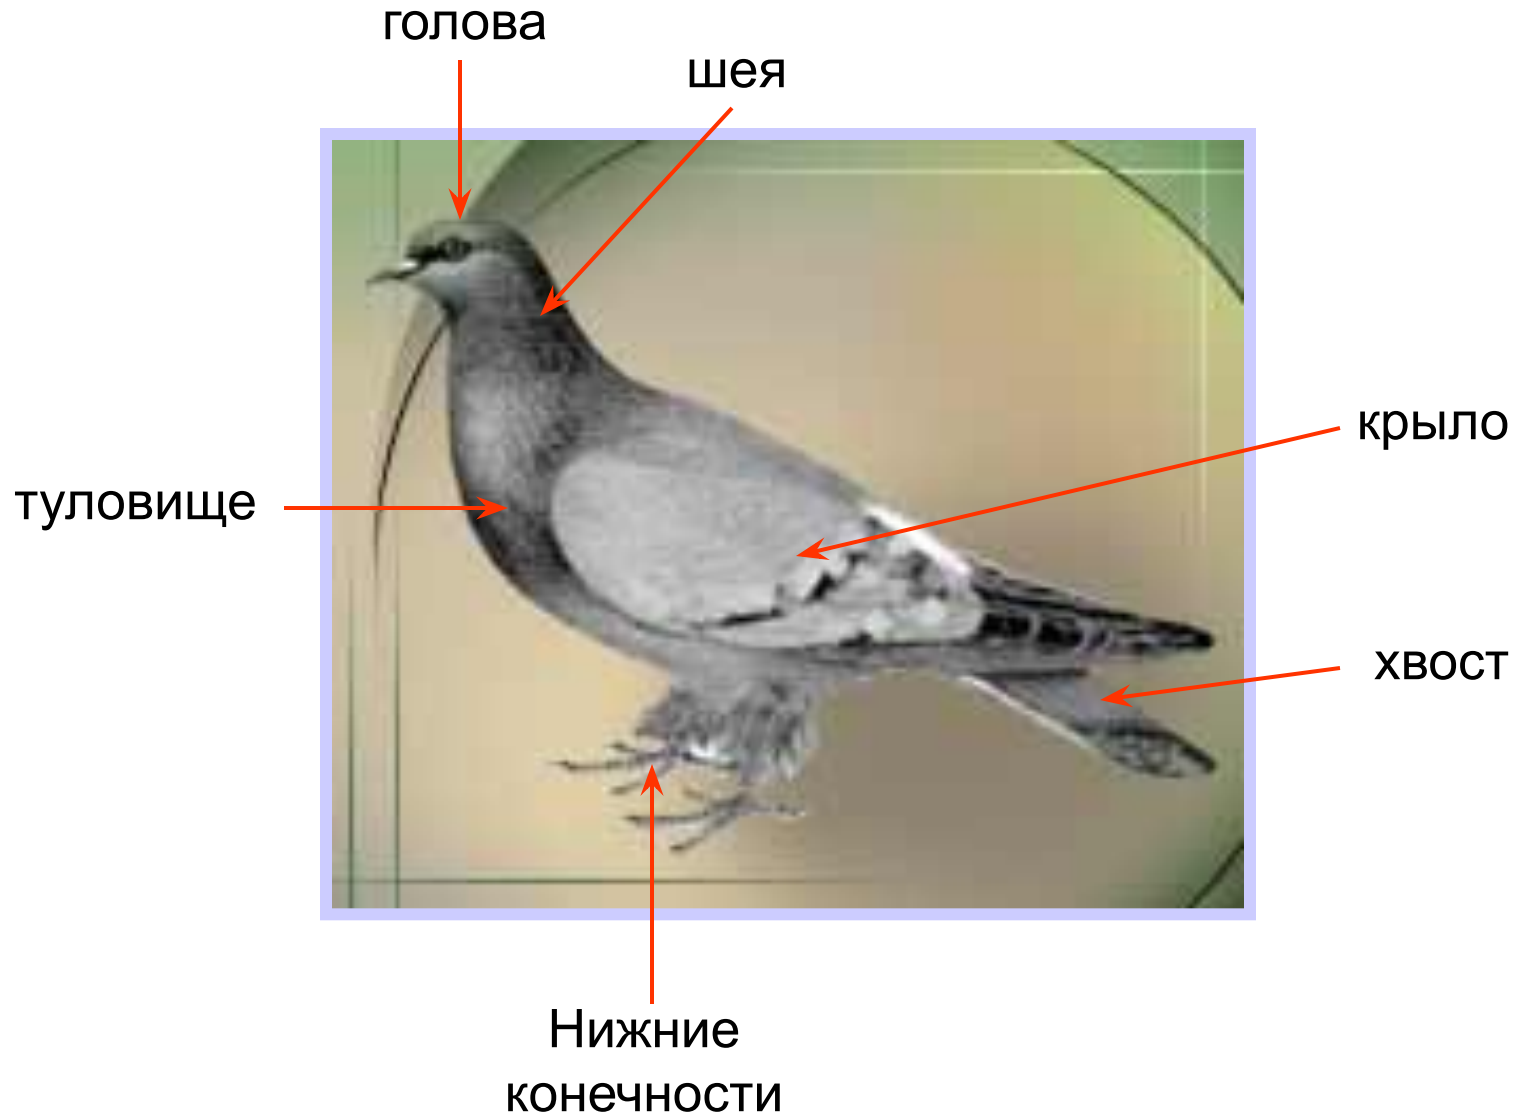 голова
шея
крыло
туловище
хвост
Нижние
конечности